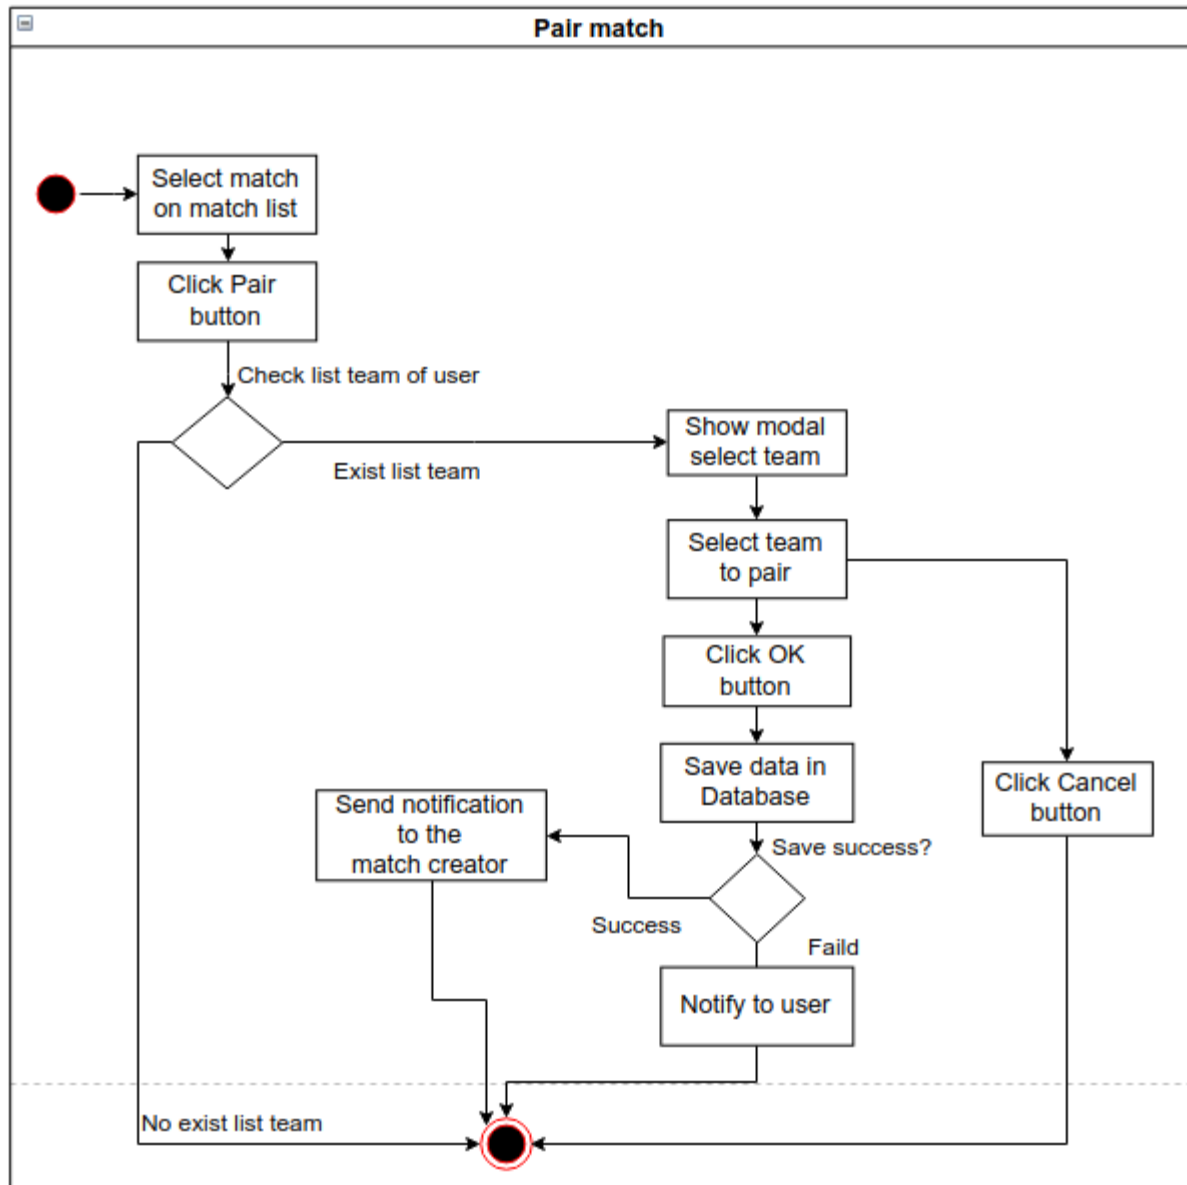 Pair match
Select match
on match list
Click Pair
button
Check list team of user
Exist list team
Show modal
select team
Select team
to pair
Click OK
button
Save data in
Database
Click Cancel
button
Send notification
to the
match creator
Save success?
Success
Faild
Notify to user
No exist list team